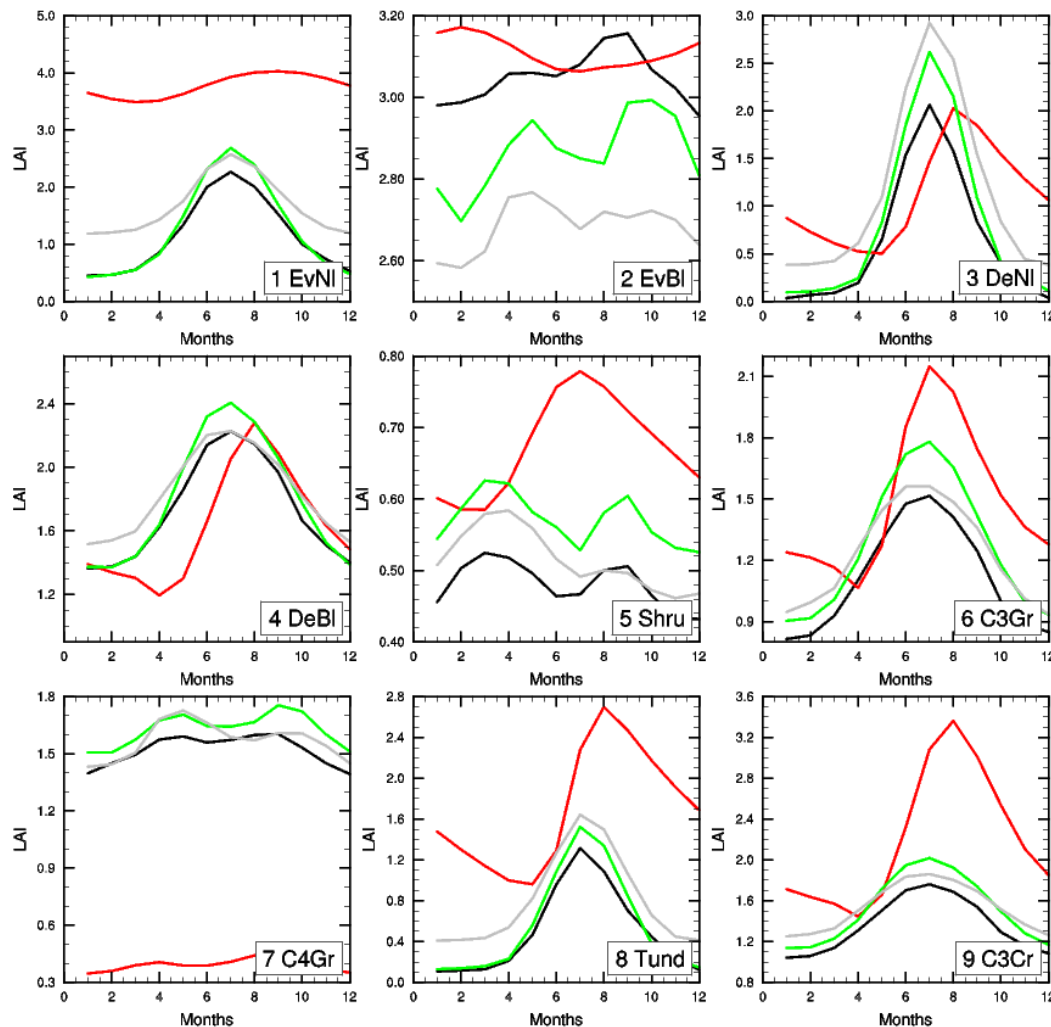 5.0
4.0
3.0
2.0
1.0
0.0
LAI
0 2 4 6 8 10 12
Months
1 EvNl
3.20
3.00
2.80
2.60
LAI
0 2 4 6 8 10 12
Months
2 EvBl
3.0
2.5
2.0
1.5
1.0
0.5
0.0
LAI
0 2 4 6 8 10 12
Months
3 DeNl
2.4
2.0
1.6
1.2
LAI
0 2 4 6 8 10 12
Months
4 DeBl
0.80
0.70
0.60
0.50
0.40
LAI
0 2 4 6 8 10 12
Months
5 Shru
2.1
1.8
1.5
1.2
0.9
LAI
0 2 4 6 8 10 12
Months
6 C3Gr
1.8
1.5
1.2
0.9
0.6
0.3
LAI
0 2 4 6 8 10 12
Months
7 C4Gr
2.8
2.4
2.0
1.6
1.2
0.8
0.4
0.0
LAI
0 2 4 6 8 10 12
Months
8 Tund
3.6
3.2
2.8
2.4
2.0
1.6
1.2
0.8
LAI
0 2 4 6 8 10 12
Months
9 C3Cr